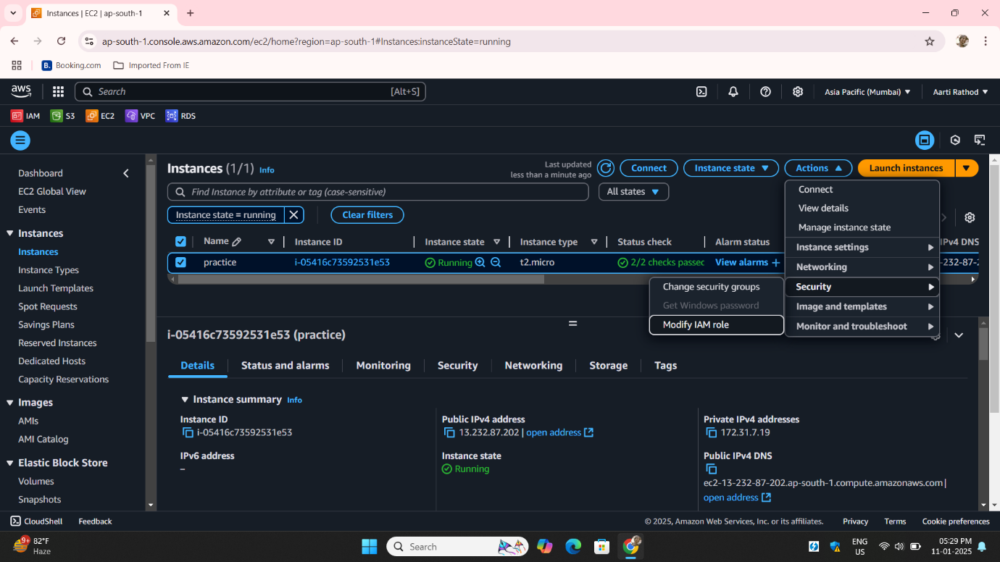 Instances | EC2 | ap-south-1
ap-south-1.console.aws.amazon.com/ec2/home?region=ap-south-1#Instances:instanceState=running
B. Booking.com
Imported From IE
aws
Search
[Alt+S]
Asia Pacific (Mumbai)
Aarti Rathod
IAM
S3
EC2
VPC
RDS
Dashboard
EC2 Global View
Events
Instances
Instances
Instance Types
Launch Templates
Spot Requests
Savings Plans
Reserved Instances
Dedicated Hosts
Capacity Reservations
Images
AMIs
AMI Catalog
Elastic Block Store
Volumes
Snapshots
Instances (1/1) Info
Last updated
less than a minute ago
Connect
Instance state
Actions
Launch instances
Find Instance by attribute or tag (case-sensitive)
All states
Instance state = running
Clear filters
Name
Instance ID
Instance state
Instance type
Status check
Alarm status
IPv4 DNS
practice
i-05416c73592531e53
Running
t2.micro
2/2 checks passec
View alarms +
-232-87-2
Connect
View details
Manage instance state
Instance settings
Networking
Security
Image and templates
Monitor and troubleshoot
Change security groups
Get Windows password
Modify IAM role
i-05416c73592531e53 (practice)
Details
Status and alarms
Monitoring
Security
Networking
Storage
Tags
Instance summary Info
Instance ID
i-05416c73592531e53
IPv6 address
–
Public IPv4 address
13.232.87.202 | open address
Instance state
Running
Private IPv4 addresses
172.31.7.19
Public IPv4 DNS
ec2-13-232-87-202.ap-south-1.compute.amazonaws.com |
open address
CloudShell
Feedback
© 2025, Amazon Web Services, Inc. or its affiliates.
Privacy
Terms
Cookie preferences
9+
82°F
Haze
Search
ENG
US
05:29 PM
11-01-2025